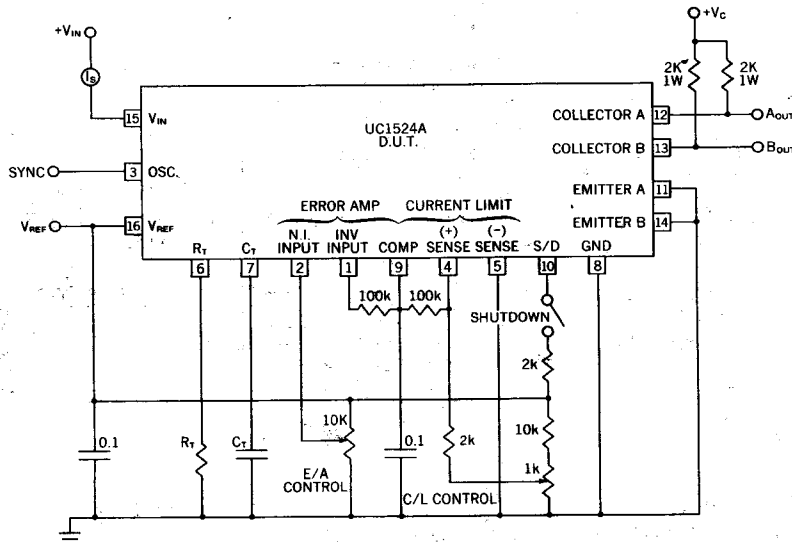 +VIN
+VC
IS
2K
1W
2K
1W
15
VIN
UC1524A
D.U.T.
COLLECTOR A
12
AOUT
COLLECTOR B
13
BOUT
SYNC
3
OSC.
EMITTER A
11
ERROR AMP
CURRENT LIMIT
VREF
16
VREF
EMITTER B
14
RT
CT
N.I.
INPUT
INV
INPUT
COMP
(+)
SENSE
(-)
SENSE
S/D
GND
6
7
2
1
9
4
5
10
8
100k
100k
SHUTDOWN
2k
0.1
RT
CT
10K
0.1
2k
10k
1k
E/A
CONTROL
C/L CONTROL